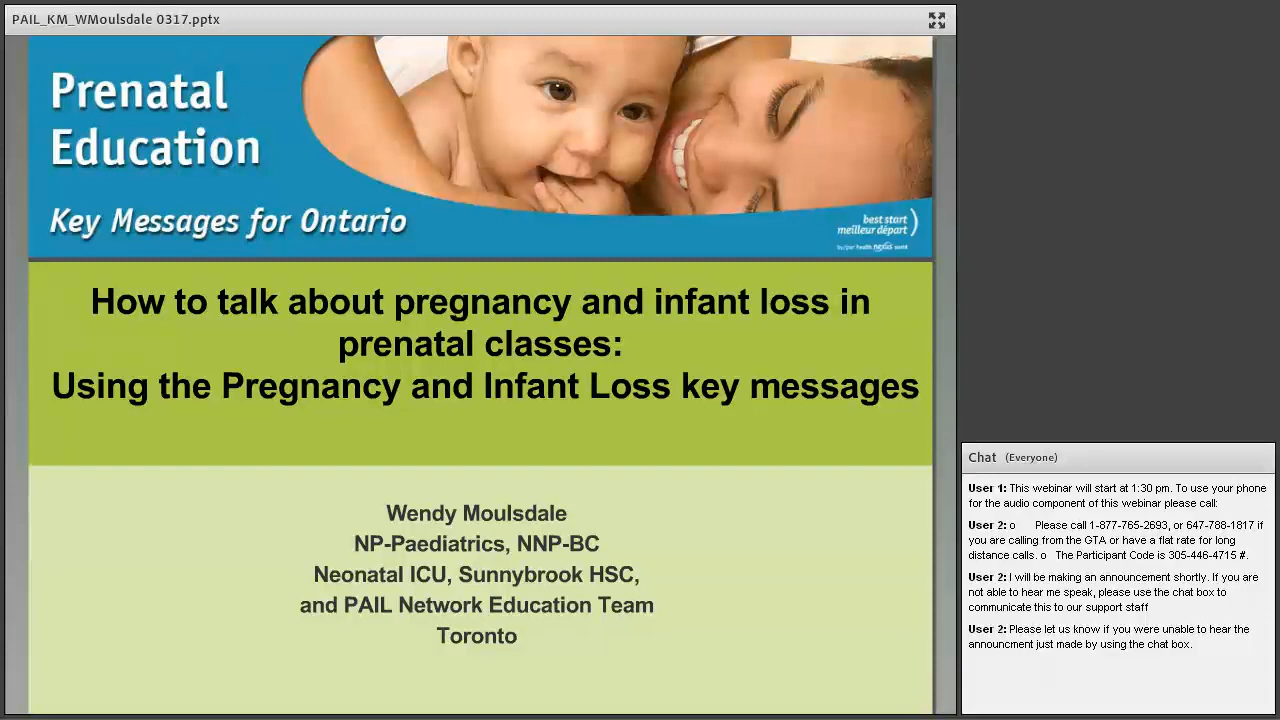 PAIL_KM_WMoulsdale 0317.pptx
Prenatal
Education
Key Messages for Ontario
best start
meilleur départ
by/par health nexus santé
How to talk about pregnancy and infant loss in
prenatal classes:
Using the Pregnancy and Infant Loss key messages
Wendy Moulsdale
NP-Paediatrics, NNP-BC
Neonatal ICU, Sunnybrook HSC,
and PAIL Network Education Team
Toronto
Chat (Everyone)
User 1: This webinar will start at 1:30 pm. To use your phone
for the audio component of this webinar please call:
User 2: o Please call 1-877-765-2693, or 647-788-1817 if
you are calling from the GTA or have a flat rate for long
distance calls. o The Participant Code is 305-446-4715 #.
User 2: I will be making an announcement shortly. If you are
not able to hear me speak, please use the chat box to
communicate this to our support staff
User 2: Please let us know if you were unable to hear the
announcment just made by using the chat box.